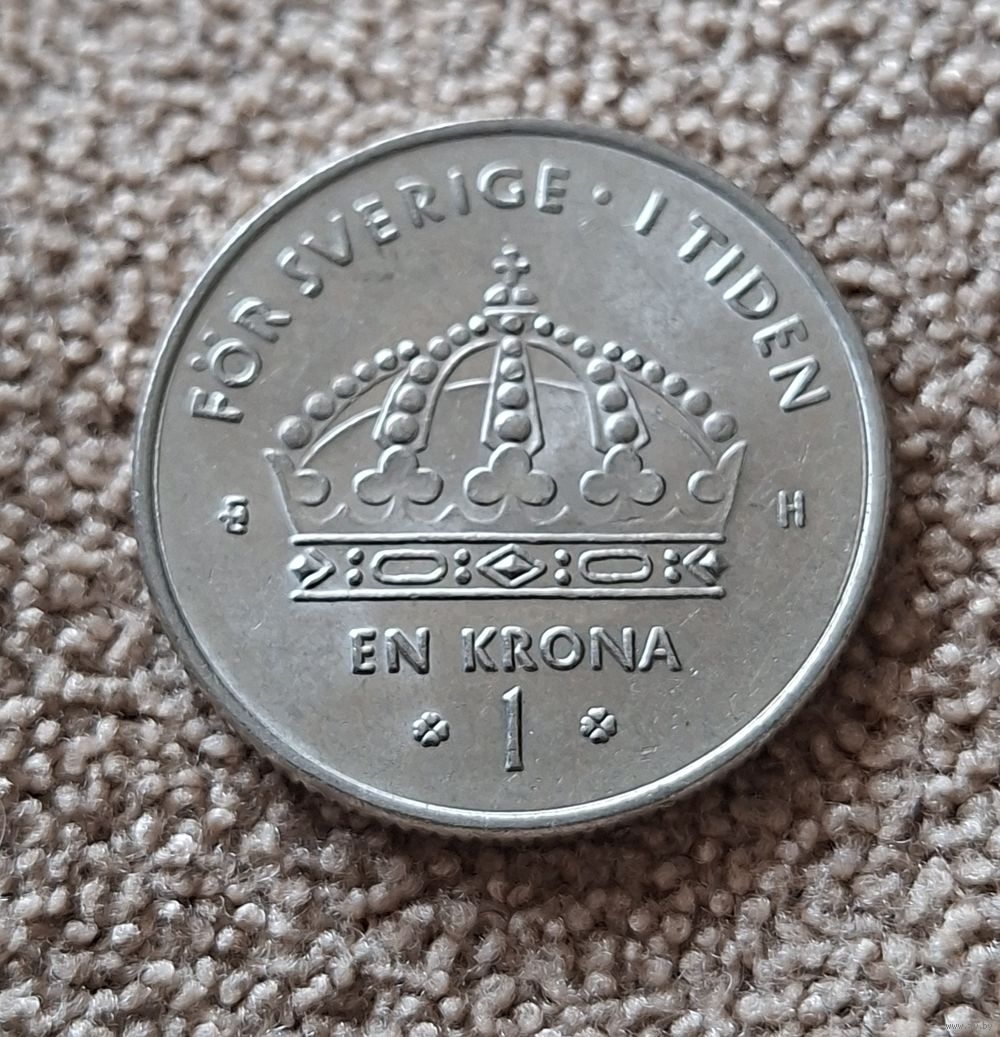 FÖR SVERIGE · I TIDEN
H
EN KRONA
1